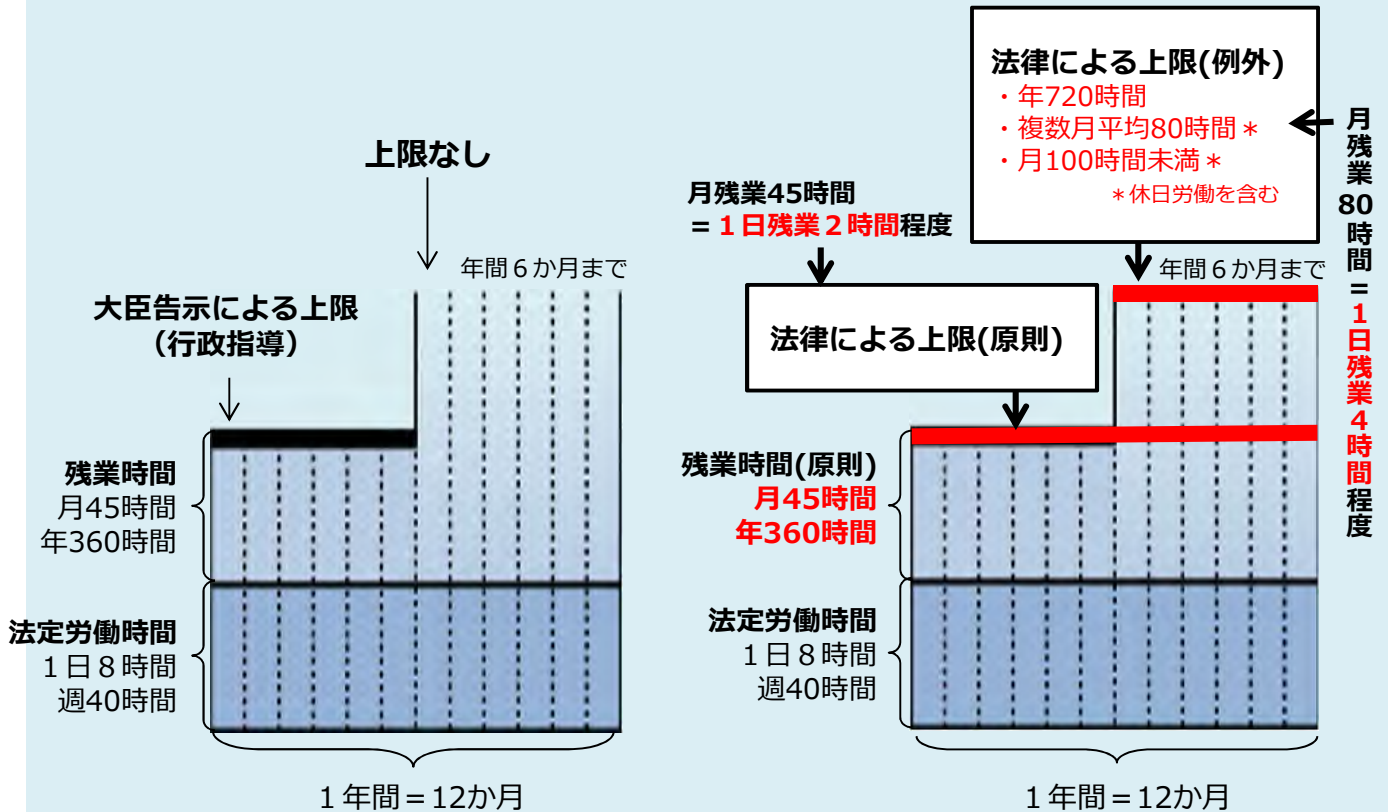 上限なし
年間６か月まで
大臣告示による上限
（行政指導）
残業時間
月45時間
年360時間
法定労働時間
１日８時間
週40時間
１年間＝12か月
法律による上限(例外)
・年720時間
・複数月平均80時間＊
・月100時間未満＊
＊休日労働を含む
月残業80時間＝１日残業４時間程度
月残業45時間
＝１日残業２時間程度
年間６か月まで
法律による上限(原則)
残業時間(原則)
月45時間
年360時間
法定労働時間
１日８時間
週40時間
１年間＝12か月